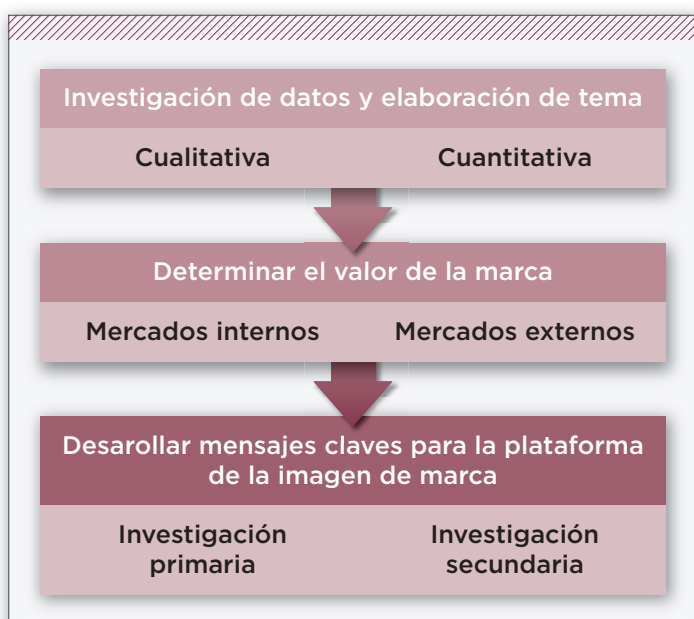 Investigación de datos y elaboración de tema
Cualitativa Cuantitativa
Determinar el valor de la marca
Mercados internos Mercados externos
Desarollar mensajes claves para la plataforma
de la imagen de marca
Investigación Investigación
primaria secundaria